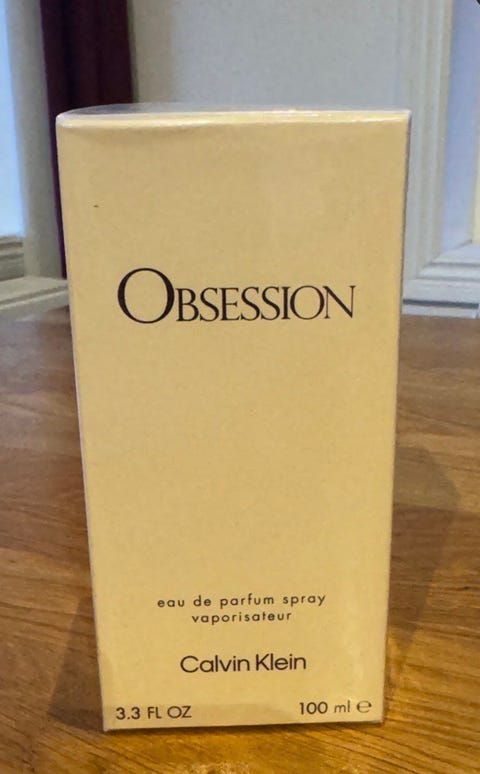 OBSESSION
eau de parfum spray
vaporisateur
Calvin Klein
3.3 FL OZ 100 ml ℮